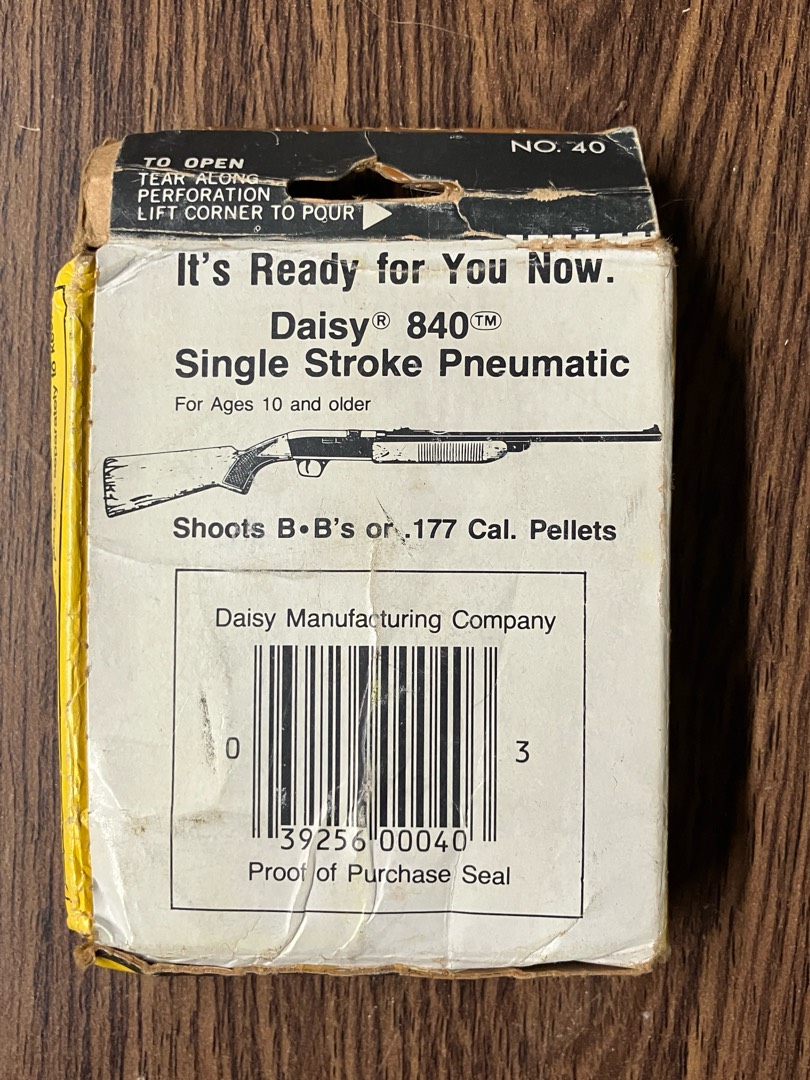 NO. 40
TO OPEN
TEAR ALONG
PERFORATION
LIFT CORNER TO POUR
It's Ready for You Now.
Daisy® 840™
Single Stroke Pneumatic
For Ages 10 and older
Shoots B•B's or .177 Cal. Pellets
Daisy Manufacturing Company
0 39256 00040 3
Proof of Purchase Seal
separately to